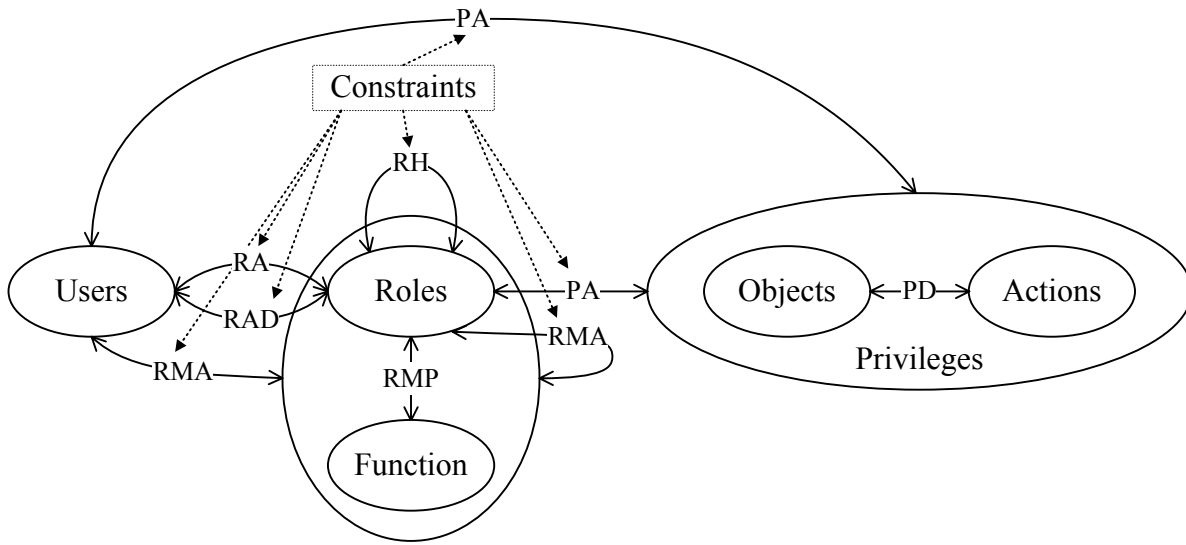 PA
Constraints
RH
RA
Users
Roles
PA
Objects
PD
Actions
RAD
RMA
Privileges
RMA
RMP
Function